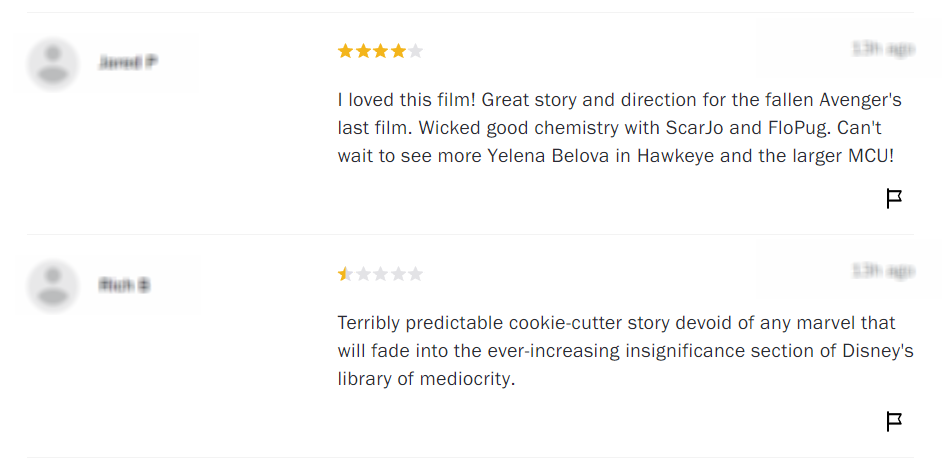 Jared P
13h ago
I loved this film! Great story and direction for the fallen Avenger's
last film. Wicked good chemistry with ScarJo and FloPug. Can't
wait to see more Yelena Belova in Hawkeye and the larger MCU!
Rich B
13h ago
Terribly predictable cookie-cutter story devoid of any marvel that
will fade into the ever-increasing insignificance section of Disney's
library of mediocrity.